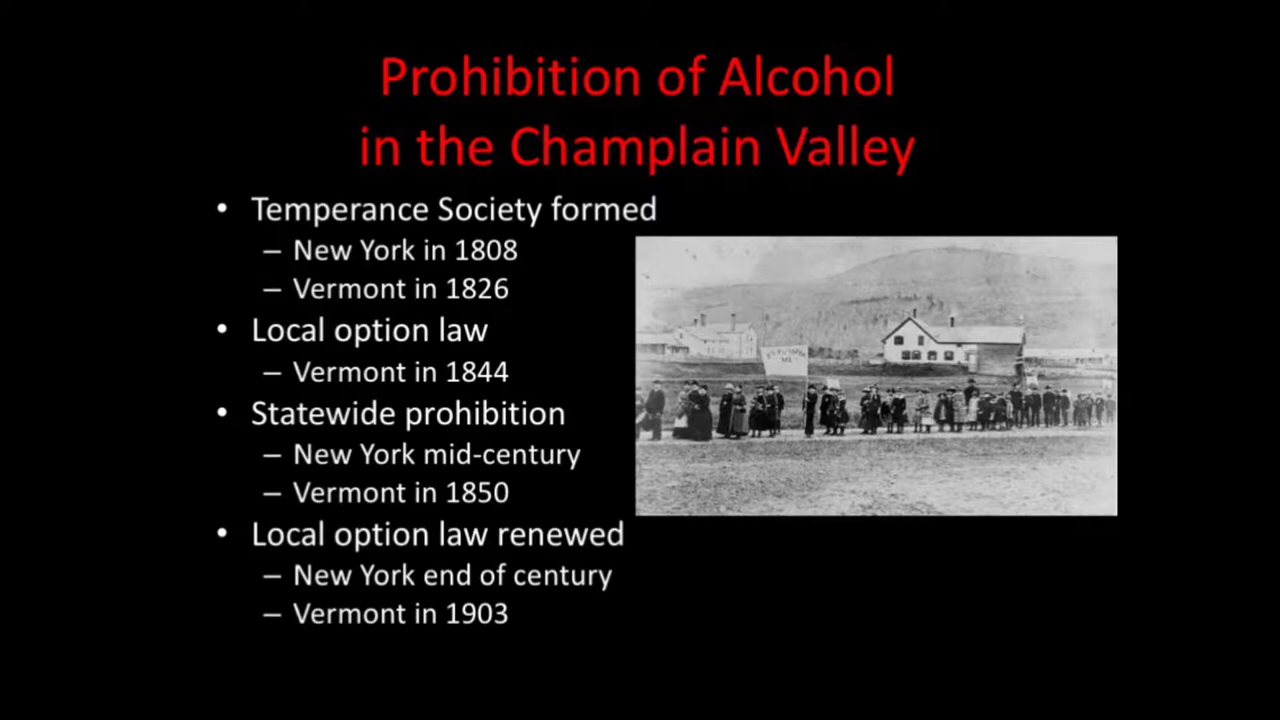 Prohibition of Alcohol
in the Champlain Valley
• Temperance Society formed
– New York in 1808
– Vermont in 1826
• Local option law
– Vermont in 1844
• Statewide prohibition
– New York mid-century
– Vermont in 1850
• Local option law renewed
– New York end of century
– Vermont in 1903